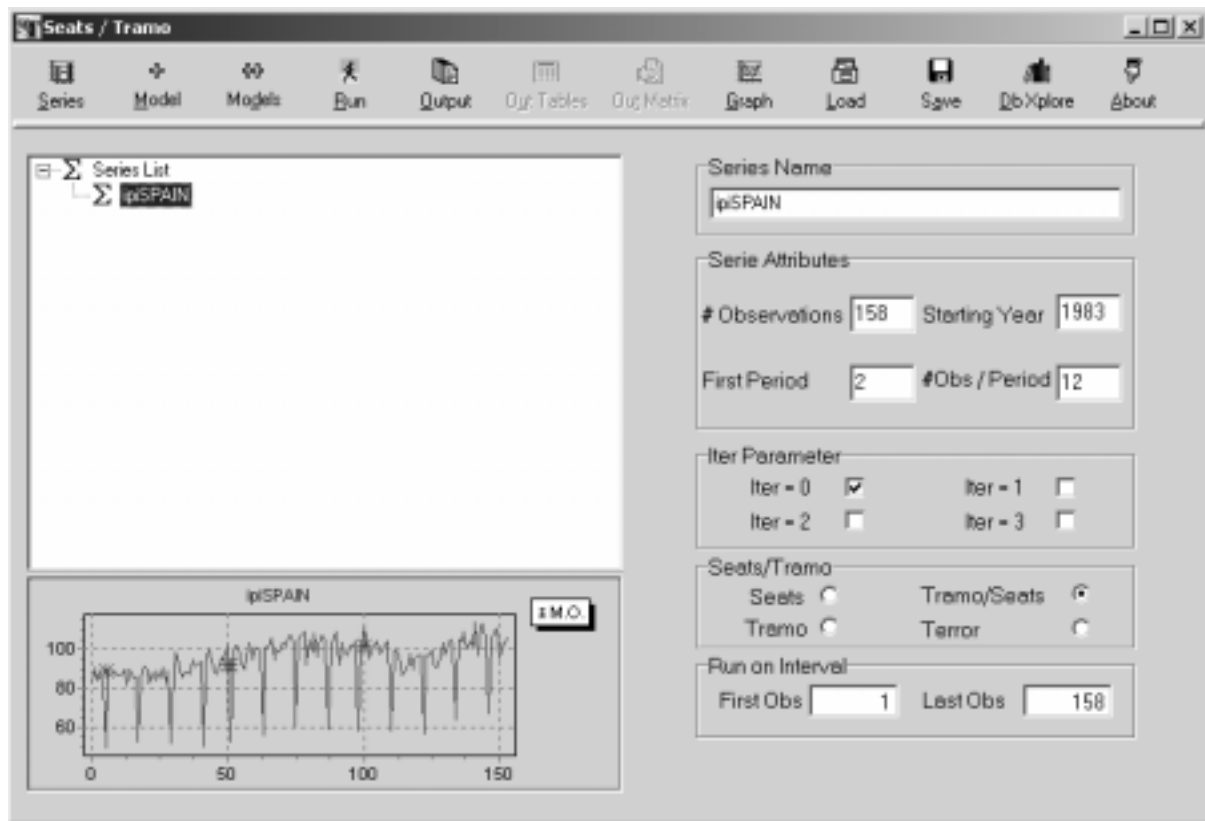 Seats / Tramo
Series Model Models Run Output Out Tables Out Matrix Graph Load Save Db Xplore About
Series List
ipiSPAIN
Series Name
ipiSPAIN
Serie Attributes
# Observations 158 Starting Year 1983
First Period 2 #Obs / Period 12
Iter Parameter
Iter = 0 Iter = 1
Iter = 2 Iter = 3
Seats/Tramo
Seats Tramo/Seats
Tramo Terror
Run on Interval
First Obs 1 Last Obs 158
ipiSPAIN
M.O.
100
80
60
0 50 100 150